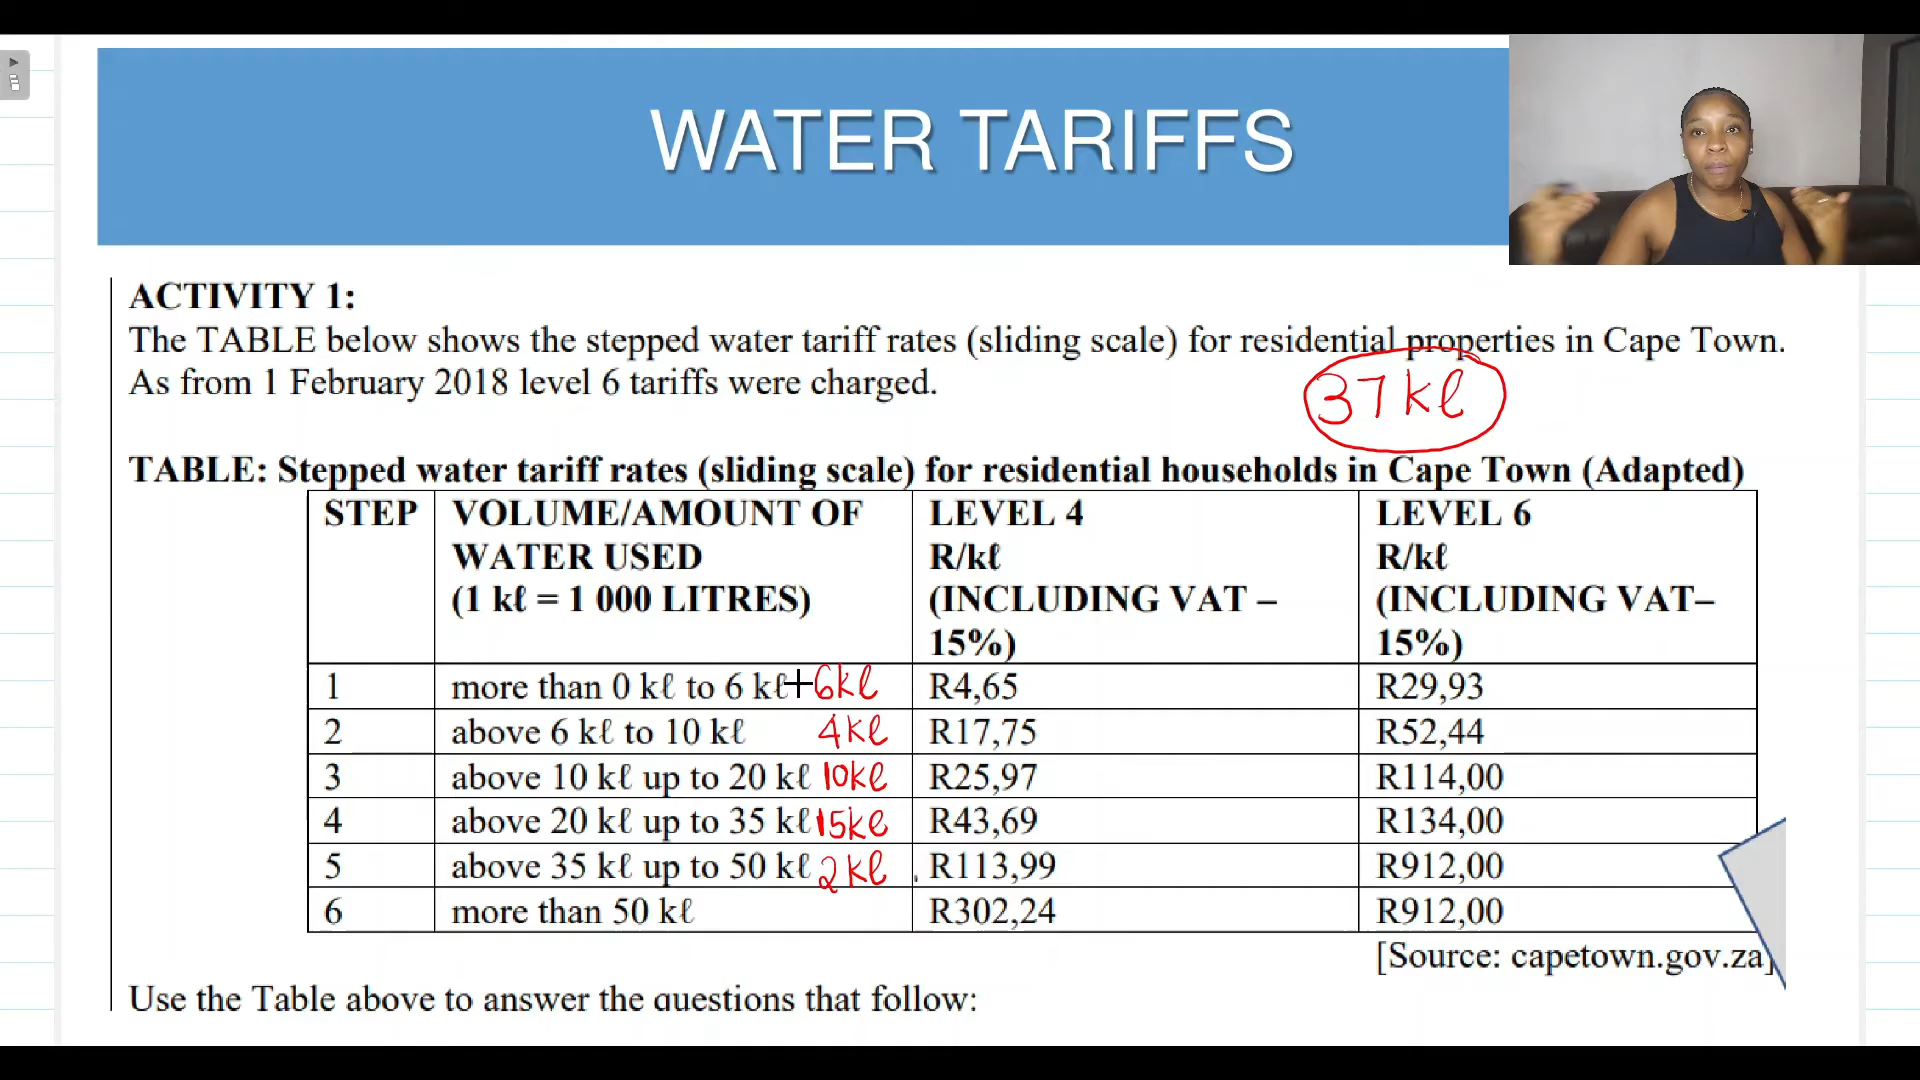 WATER TARIFFS
ACTIVITY 1:
The TABLE below shows the stepped water tariff rates (sliding scale) for residential properties in Cape Town.
As from 1 February 2018 level 6 tariffs were charged.
37 kℓ
TABLE: Stepped water tariff rates (sliding scale) for residential households in Cape Town (Adapted)
STEP
VOLUME/AMOUNT OF
WATER USED
(1 kℓ = 1 000 LITRES)
LEVEL 4
R/kℓ
(INCLUDING VAT –
15%)
LEVEL 6
R/kℓ
(INCLUDING VAT–
15%)
1 more than 0 kℓ to 6 kℓ 6kℓ R4,65 R29,93
2 above 6 kℓ to 10 kℓ 4kℓ R17,75 R52,44
3 above 10 kℓ up to 20 kℓ 10kℓ R25,97 R114,00
4 above 20 kℓ up to 35 kℓ 15kℓ R43,69 R134,00
5 above 35 kℓ up to 50 kℓ 2kℓ R113,99 R912,00
6 more than 50 kℓ R302,24 R912,00
[Source: capetown.gov.za]
Use the Table above to answer the questions that follow: